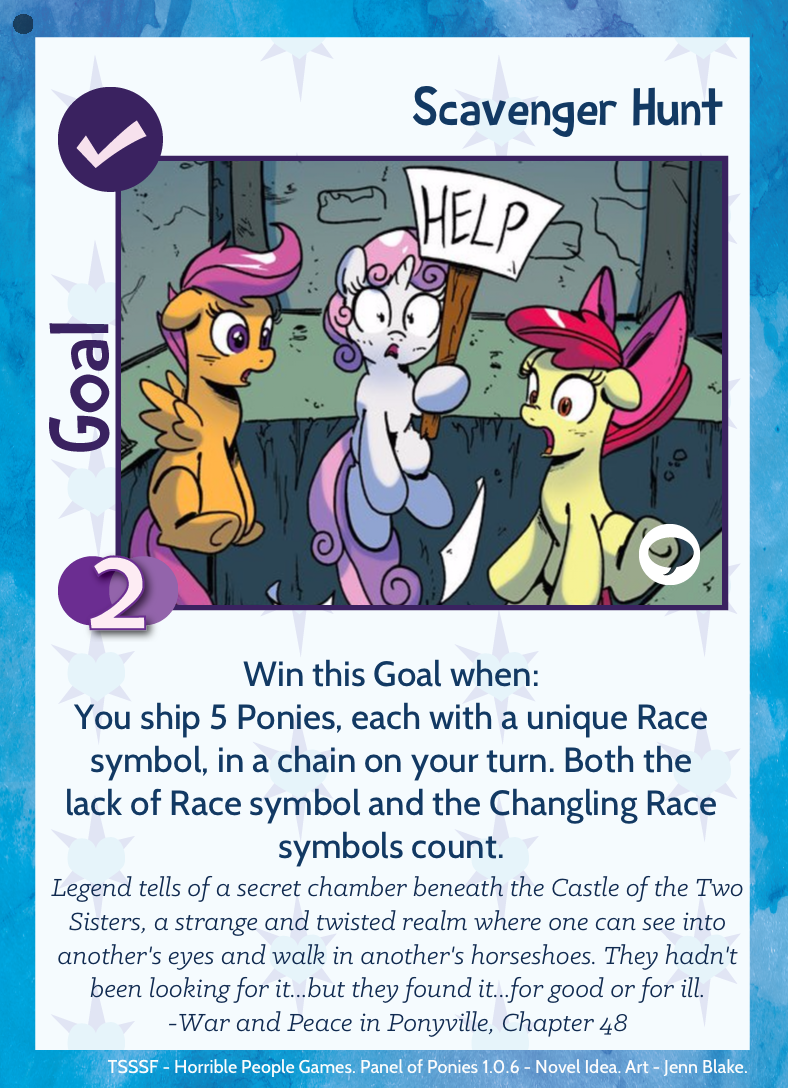 Scavenger Hunt
HELP
Goal
2
Win this Goal when:
You ship 5 Ponies, each with a unique Race
symbol, in a chain on your turn. Both the
lack of Race symbol and the Changling Race
symbols count.
Legend tells of a secret chamber beneath the Castle of the Two
Sisters, a strange and twisted realm where one can see into
another's eyes and walk in another's horseshoes. They hadn't
been looking for it...but they found it...for good or for ill.
-War and Peace in Ponyville, Chapter 48
TSSSF - Horrible People Games. Panel of Ponies 1.0.6 - Novel Idea. Art - Jenn Blake.